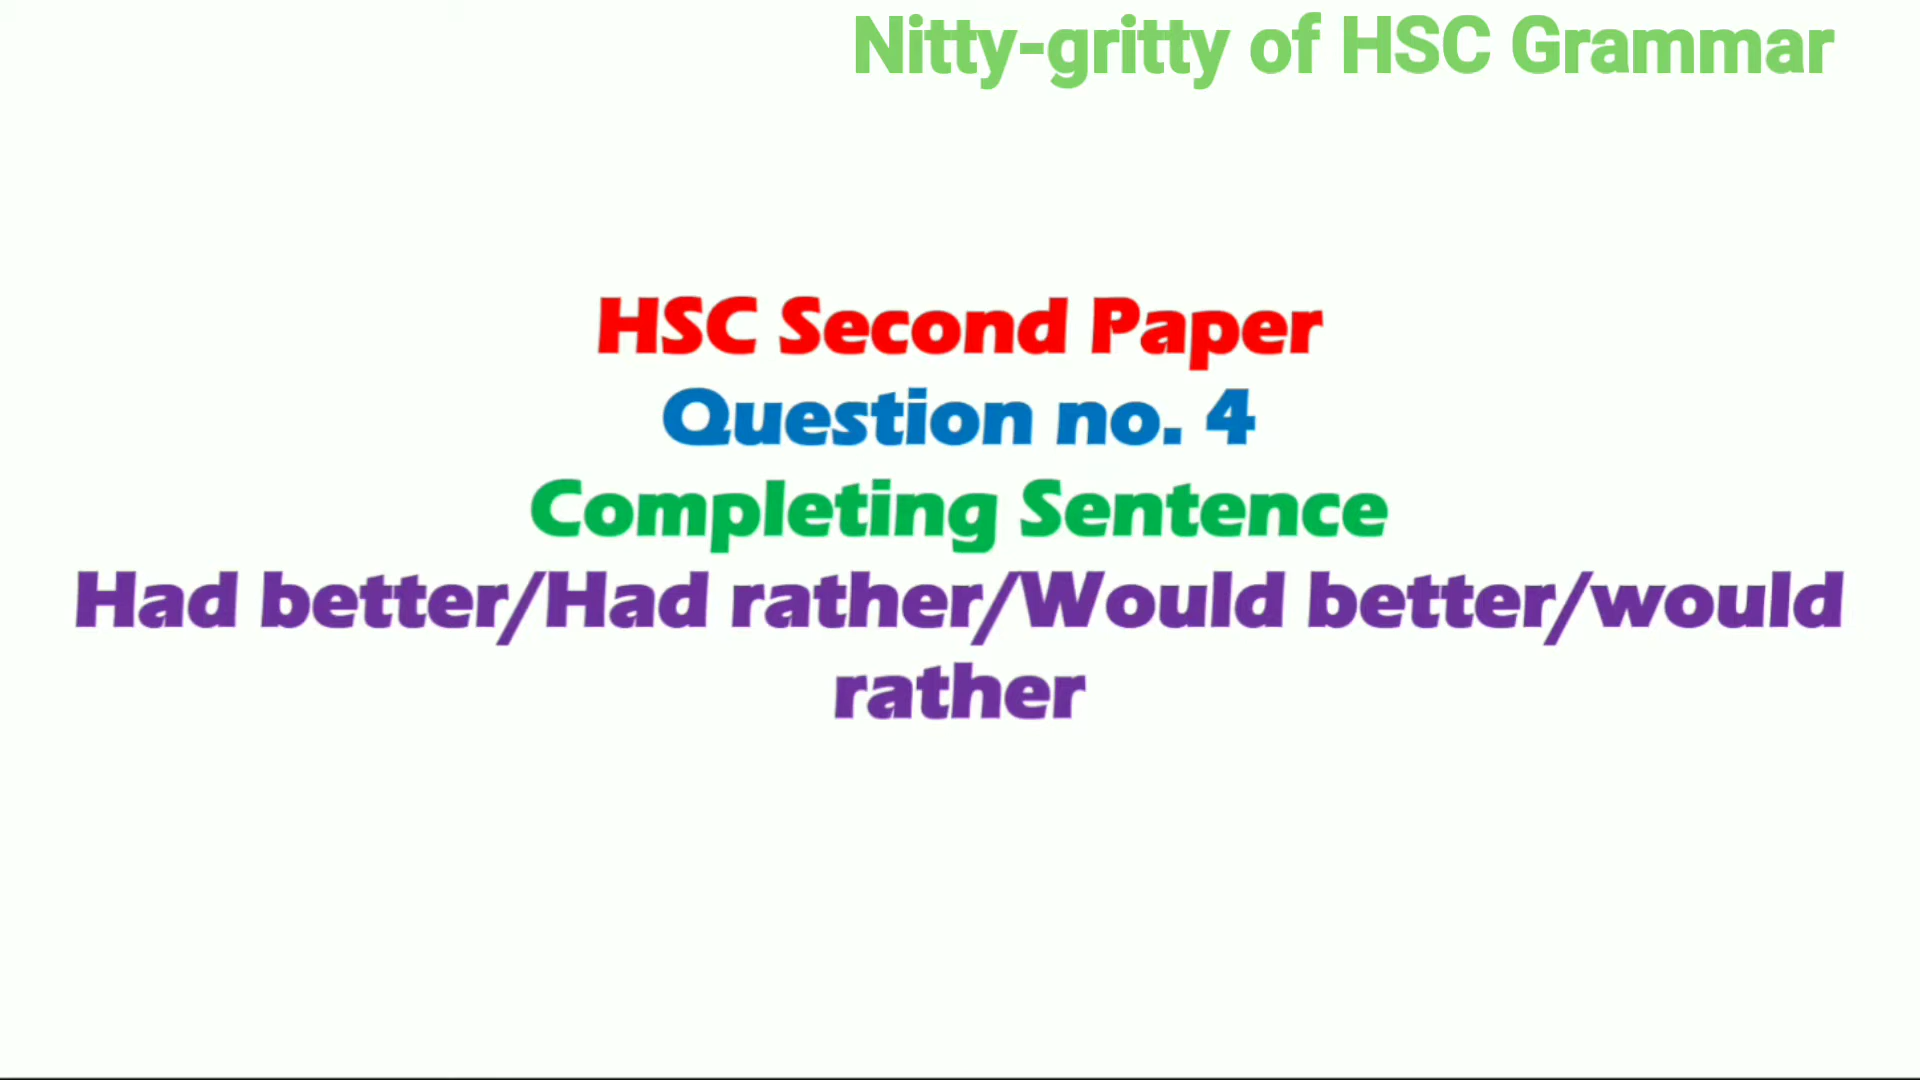 Nitty-gritty of HSC Grammar
HSC Second Paper
Question no. 4
Completing Sentence
Had better/Had rather/Would better/would
rather